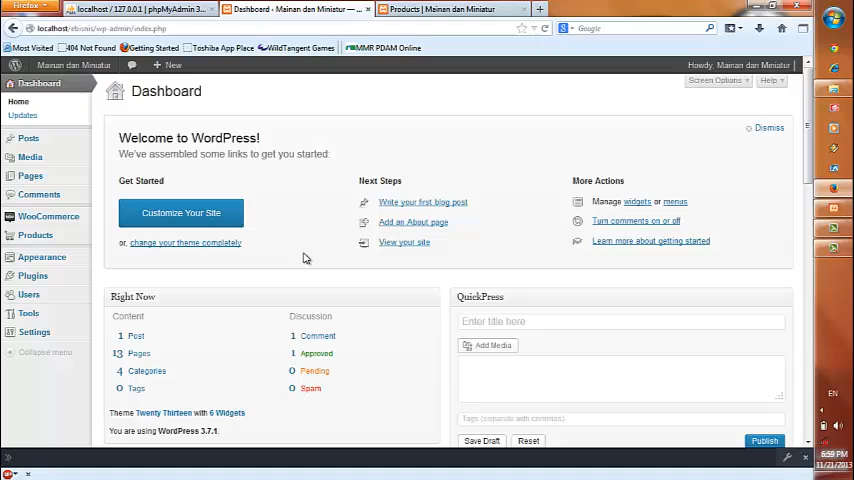 Firefox
localhost / 127.0.0.1 | phpMyAdmin 3....
Dashboard ‹ Mainan dan Miniatur — ...
Products | Mainan dan Miniatur
localhost/ebisnis/wp-admin/index.php
Google
Most Visited
404 Not Found
Getting Started
Toshiba App Place
WildTangent Games
MMR PDAM Online
Mainan dan Miniatur
New
Howdy, Mainan dan Miniatur
Screen Options
Help
Dashboard
Home
Updates
Posts
Media
Pages
Comments
WooCommerce
Products
Appearance
Plugins
Users
Tools
Settings
Collapse menu
Dashboard
Dismiss
Welcome to WordPress!
We've assembled some links to get you started:
Get Started
Customize Your Site
or, change your theme completely
Next Steps
Write your first blog post
Add an About page
View your site
More Actions
Manage widgets or menus
Turn comments on or off
Learn more about getting started
Right Now
Content
1 Post
13 Pages
4 Categories
0 Tags
Discussion
1 Comment
1 Approved
0 Pending
0 Spam
Theme Twenty Thirteen with 6 Widgets
You are using WordPress 3.7.1.
QuickPress
Enter title here
Add Media
Tags (separate with commas)
Save Draft
Reset
Publish
EN
6:59 PM
11/21/2013